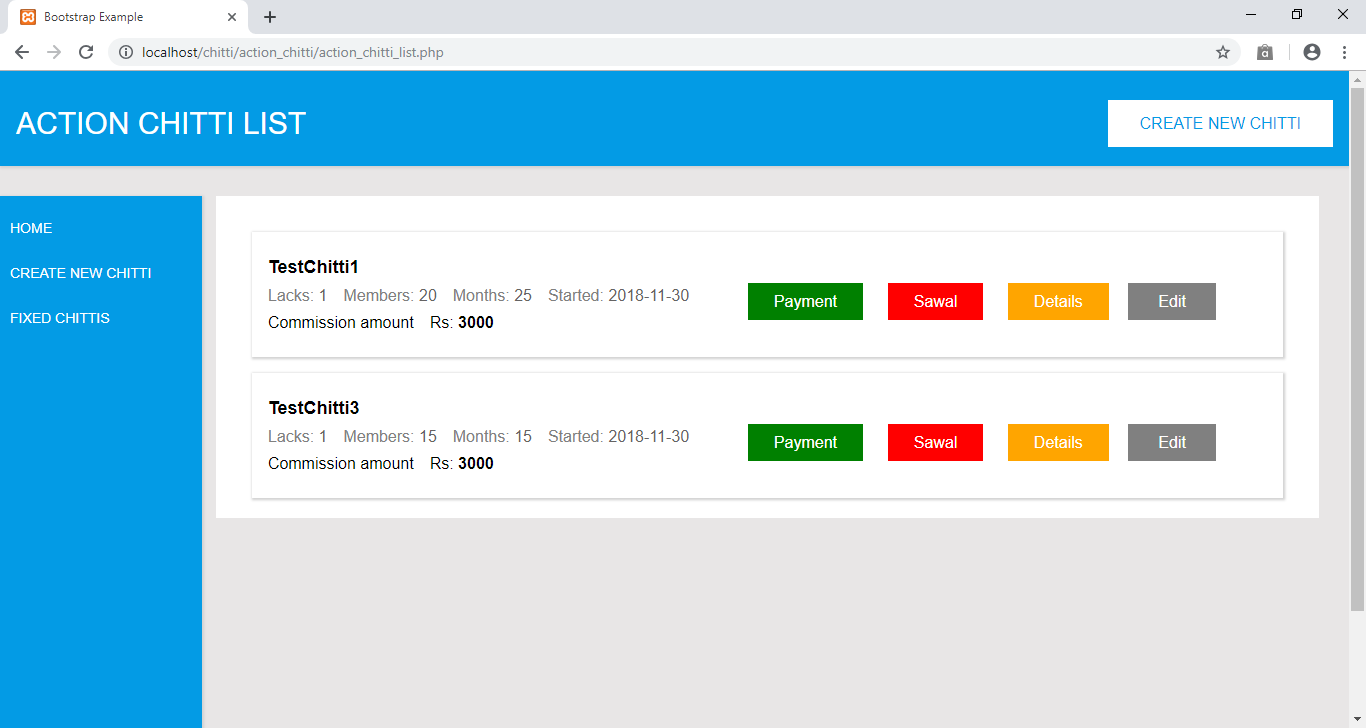 Bootstrap Example
localhost/chitti/action_chitti/action_chitti_list.php
ACTION CHITTI LIST
CREATE NEW CHITTI
HOME
CREATE NEW CHITTI
FIXED CHITTIS
TestChitti1
Lacks: 1 Members: 20 Months: 25 Started: 2018-11-30
Commission amount Rs: 3000
Payment Sawal Details Edit
TestChitti3
Lacks: 1 Members: 15 Months: 15 Started: 2018-11-30
Commission amount Rs: 3000
Payment Sawal Details Edit